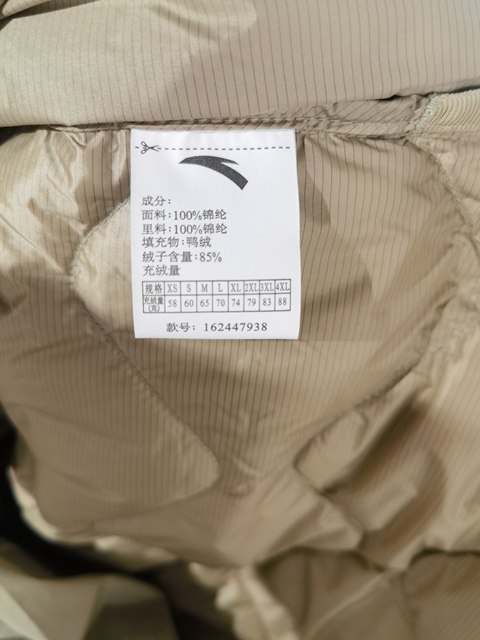 成分:
面料:100%锦纶
里料:100%锦纶
填充物:鸭绒
绒子含量:85%
充绒量
规格 XS S M L XL 2XL 3XL 4XL
充绒量(克) 58 60 65 70 74 79 83 88
款号: 162447938